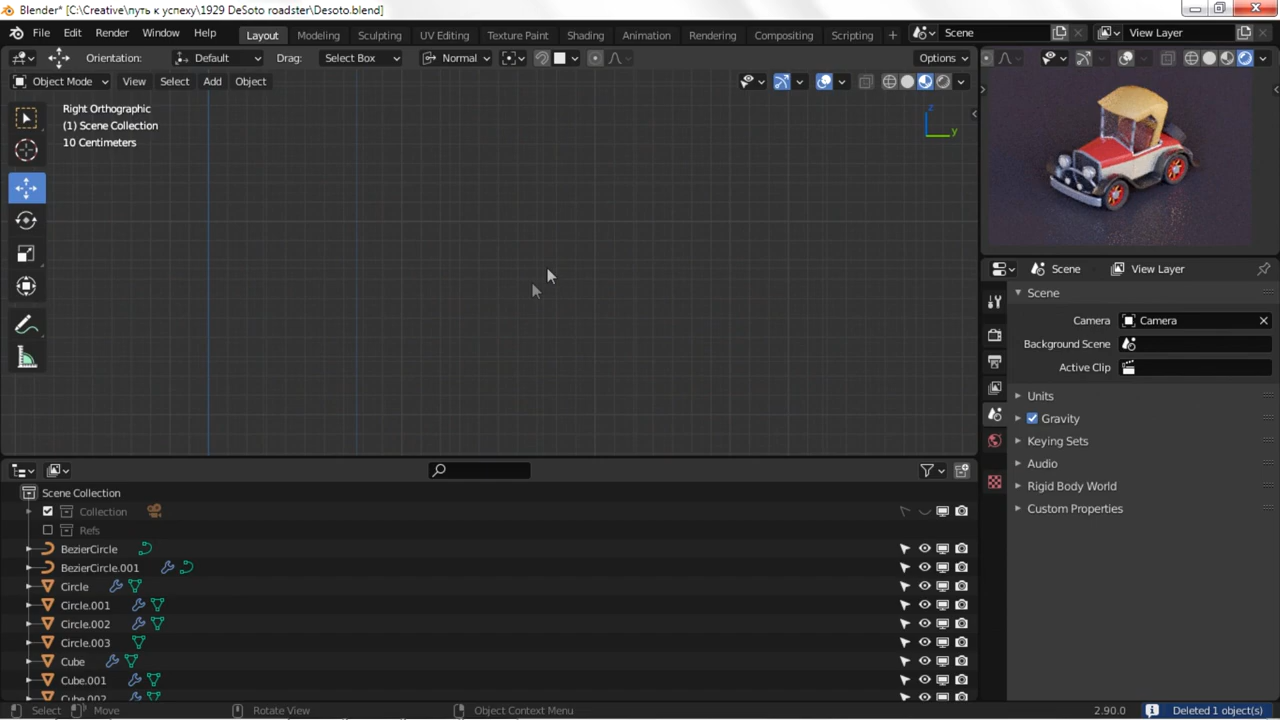 Blender* [C:\Creative\путь к успеху\1929 DeSoto roadster\Desoto.blend]
File Edit Render Window Help Layout Modeling Sculpting UV Editing Texture Paint Shading Animation Rendering Compositing Scripting + Scene View Layer
Orientation: Default Drag: Select Box Normal Options
Object Mode View Select Add Object
Right Orthographic
(1) Scene Collection
10 Centimeters
z
y
Scene View Layer
Scene
Camera Camera
Background Scene
Active Clip
Units
Gravity
Keying Sets
Audio
Rigid Body World
Custom Properties
Scene Collection
Collection
Refs
BezierCircle
BezierCircle.001
Circle
Circle.001
Circle.002
Circle.003
Cube
Cube.001
Cube.002
Select Move Rotate View Object Context Menu 2.90.0 Deleted 1 object(s)